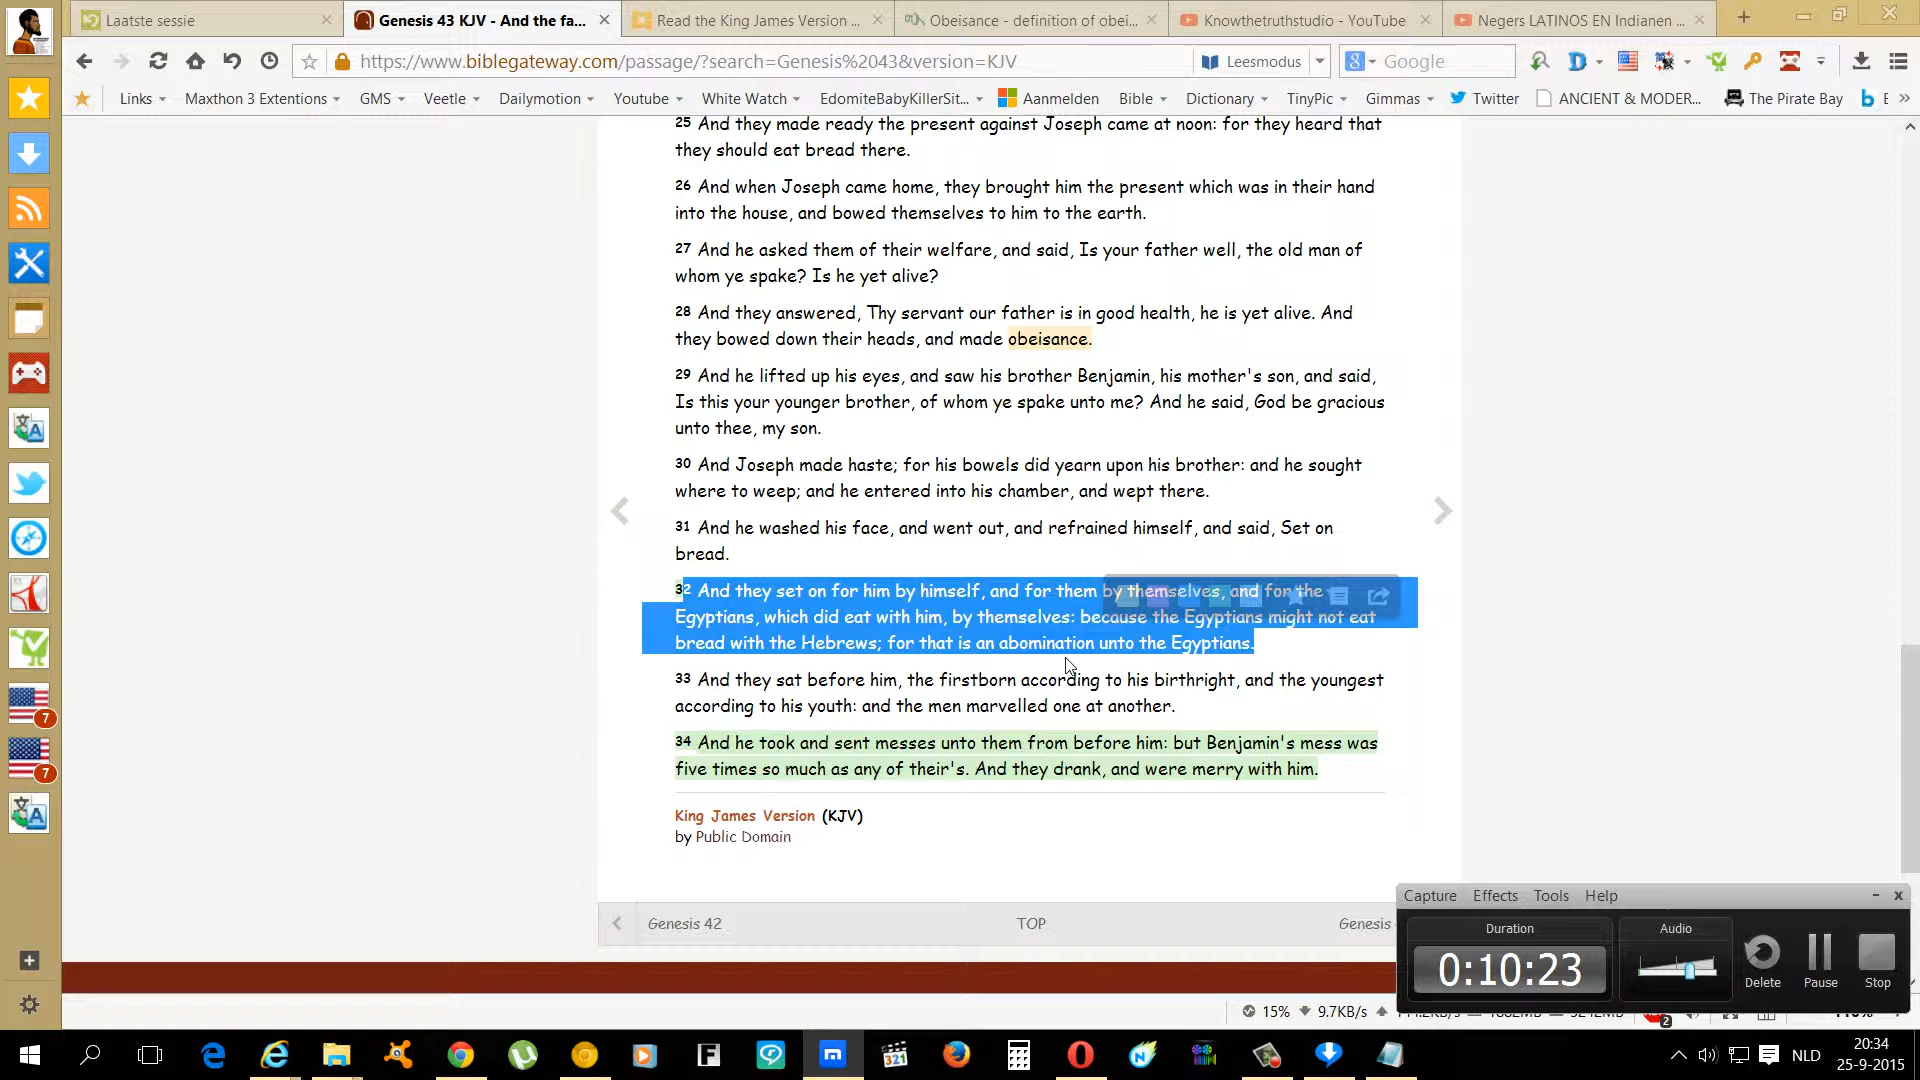 Laatste sessie
Genesis 43 KJV - And the fa...
Read the King James Version ...
Obeisance - definition of obei...
Knowthetruthstudio - YouTube
Negers LATINOS EN Indianen ...
https://www.biblegateway.com/passage/?search=Genesis%2043&version=KJV
Leesmodus
Google
Links
Maxthon 3 Extentions
GMS
Veetle
Dailymotion
Youtube
White Watch
EdomiteBabyKillerSit...
Aanmelden
Bible
Dictionary
TinyPic
Gimmas
Twitter
ANCIENT & MODER...
The Pirate Bay
25 And they made ready the present against Joseph came at noon: for they heard that
they should eat bread there.
26 And when Joseph came home, they brought him the present which was in their hand
into the house, and bowed themselves to him to the earth.
27 And he asked them of their welfare, and said, Is your father well, the old man of
whom ye spake? Is he yet alive?
28 And they answered, Thy servant our father is in good health, he is yet alive. And
they bowed down their heads, and made obeisance.
29 And he lifted up his eyes, and saw his brother Benjamin, his mother's son, and said,
Is this your younger brother, of whom ye spake unto me? And he said, God be gracious
unto thee, my son.
30 And Joseph made haste; for his bowels did yearn upon his brother: and he sought
where to weep; and he entered into his chamber, and wept there.
31 And he washed his face, and went out, and refrained himself, and said, Set on
bread.
32 And they set on for him by himself, and for them by themselves, and for the
Egyptians, which did eat with him, by themselves: because the Egyptians might not eat
bread with the Hebrews; for that is an abomination unto the Egyptians.
33 And they sat before him, the firstborn according to his birthright, and the youngest
according to his youth: and the men marvelled one at another.
34 And he took and sent messes unto them from before him: but Benjamin's mess was
five times so much as any of their's. And they drank, and were merry with him.
King James Version (KJV)
by Public Domain
Genesis 42
TOP
Genesis
7
7
Capture Effects Tools Help
Duration
Audio
0:10:23
Delete
Pause
Stop
15%
9.7KB/s
2
321
NLD
20:34
25-9-2015